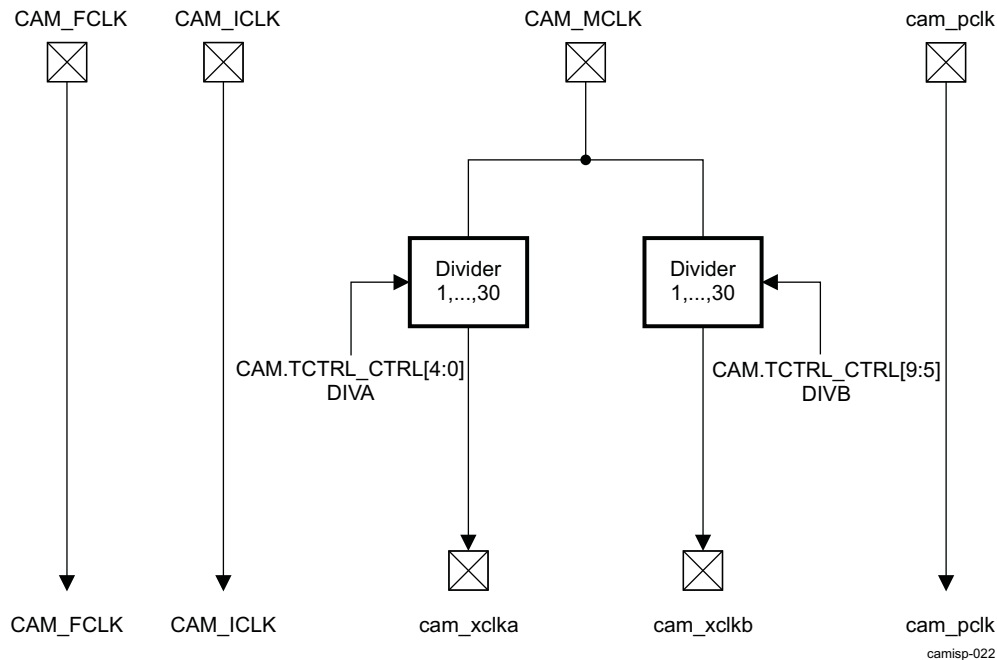 CAM_FCLK
CAM_ICLK
CAM_MCLK
cam_pclk
Divider
1,...,30
Divider
1,...,30
CAM.TCTRL_CTRL[4:0]
DIVA
CAM.TCTRL_CTRL[9:5]
DIVB
CAM_FCLK
CAM_ICLK
cam_xclka
cam_xclkb
cam_pclk
camisp-022